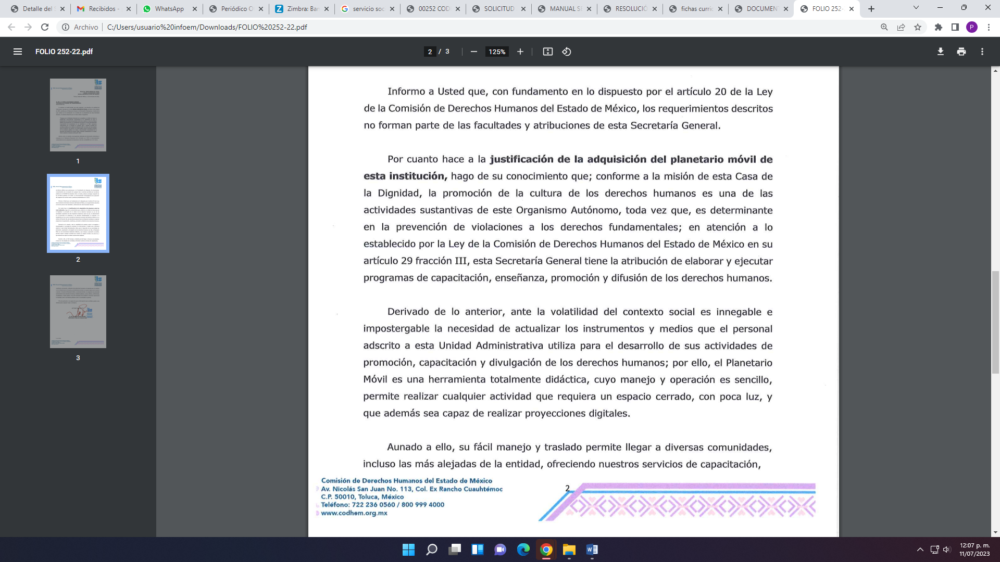 Detalle del S
Recibidos -
WhatsApp
Periódico O
Zimbra: Ban
servicio soc
00252 COD
SOLICITUD
MANUAL SE
RESOLUCIÓ
fichas curric
DOCUMENT
FOLIO 252-
Archivo
C:/Users/usuario%20infoem/Downloads/FOLIO%20252-22.pdf
P
FOLIO 252-22.pdf
2 / 3
125%
1
2
3
Informo a Usted que, con fundamento en lo dispuesto por el artículo 20 de la Ley
de la Comisión de Derechos Humanos del Estado de México, los requerimientos descritos
no forman parte de las facultades y atribuciones de esta Secretaría General.
Por cuanto hace a la justificación de la adquisición del planetario móvil de
esta institución, hago de su conocimiento que; conforme a la misión de esta Casa de
la Dignidad, la promoción de la cultura de los derechos humanos es una de las
actividades sustantivas de este Organismo Autónomo, toda vez que, es determinante
en la prevención de violaciones a los derechos fundamentales; en atención a lo
establecido por la Ley de la Comisión de Derechos Humanos del Estado de México en su
artículo 29 fracción III, esta Secretaría General tiene la atribución de elaborar y ejecutar
programas de capacitación, enseñanza, promoción y difusión de los derechos humanos.
Derivado de lo anterior, ante la volatilidad del contexto social es innegable e
impostergable la necesidad de actualizar los instrumentos y medios que el personal
adscrito a esta Unidad Administrativa utiliza para el desarrollo de sus actividades de
promoción, capacitación y divulgación de los derechos humanos; por ello, el Planetario
Móvil es una herramienta totalmente didáctica, cuyo manejo y operación es sencillo,
permite realizar cualquier actividad que requiera un espacio cerrado, con poca luz, y
que además sea capaz de realizar proyecciones digitales.
Aunado a ello, su fácil manejo y traslado permite llegar a diversas comunidades,
incluso las más alejadas de la entidad, ofreciendo nuestros servicios de capacitación,
Comisión de Derechos Humanos del Estado de México
Av. Nicolás San Juan No. 113, Col. Ex Rancho Cuauhtémoc
C.P. 50010, Toluca, México
Teléfono: 722 236 0560 / 800 999 4000
www.codhem.org.mx
2
12:07 p. m.
11/07/2023